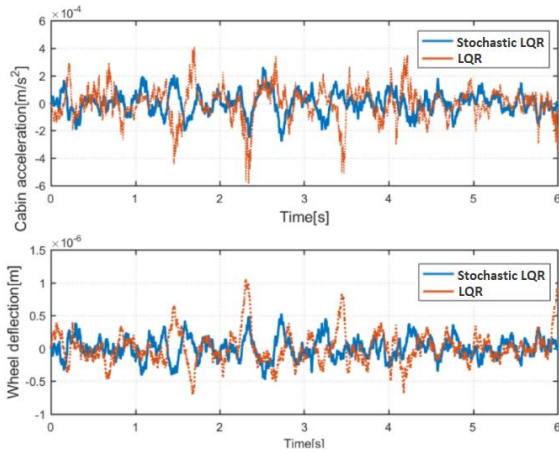 ×10⁻⁴
6
4
2
0
-2
-4
-6
Cabin acceleration[m/s²]
Stochastic LQR
LQR
0 1 2 3 4 5 6
Time[s]
×10⁻⁶
1.5
1
0.5
0
-0.5
-1
Wheel deflection[m]
Stochastic LQR
LQR
0 1 2 3 4 5 6
Time[s]